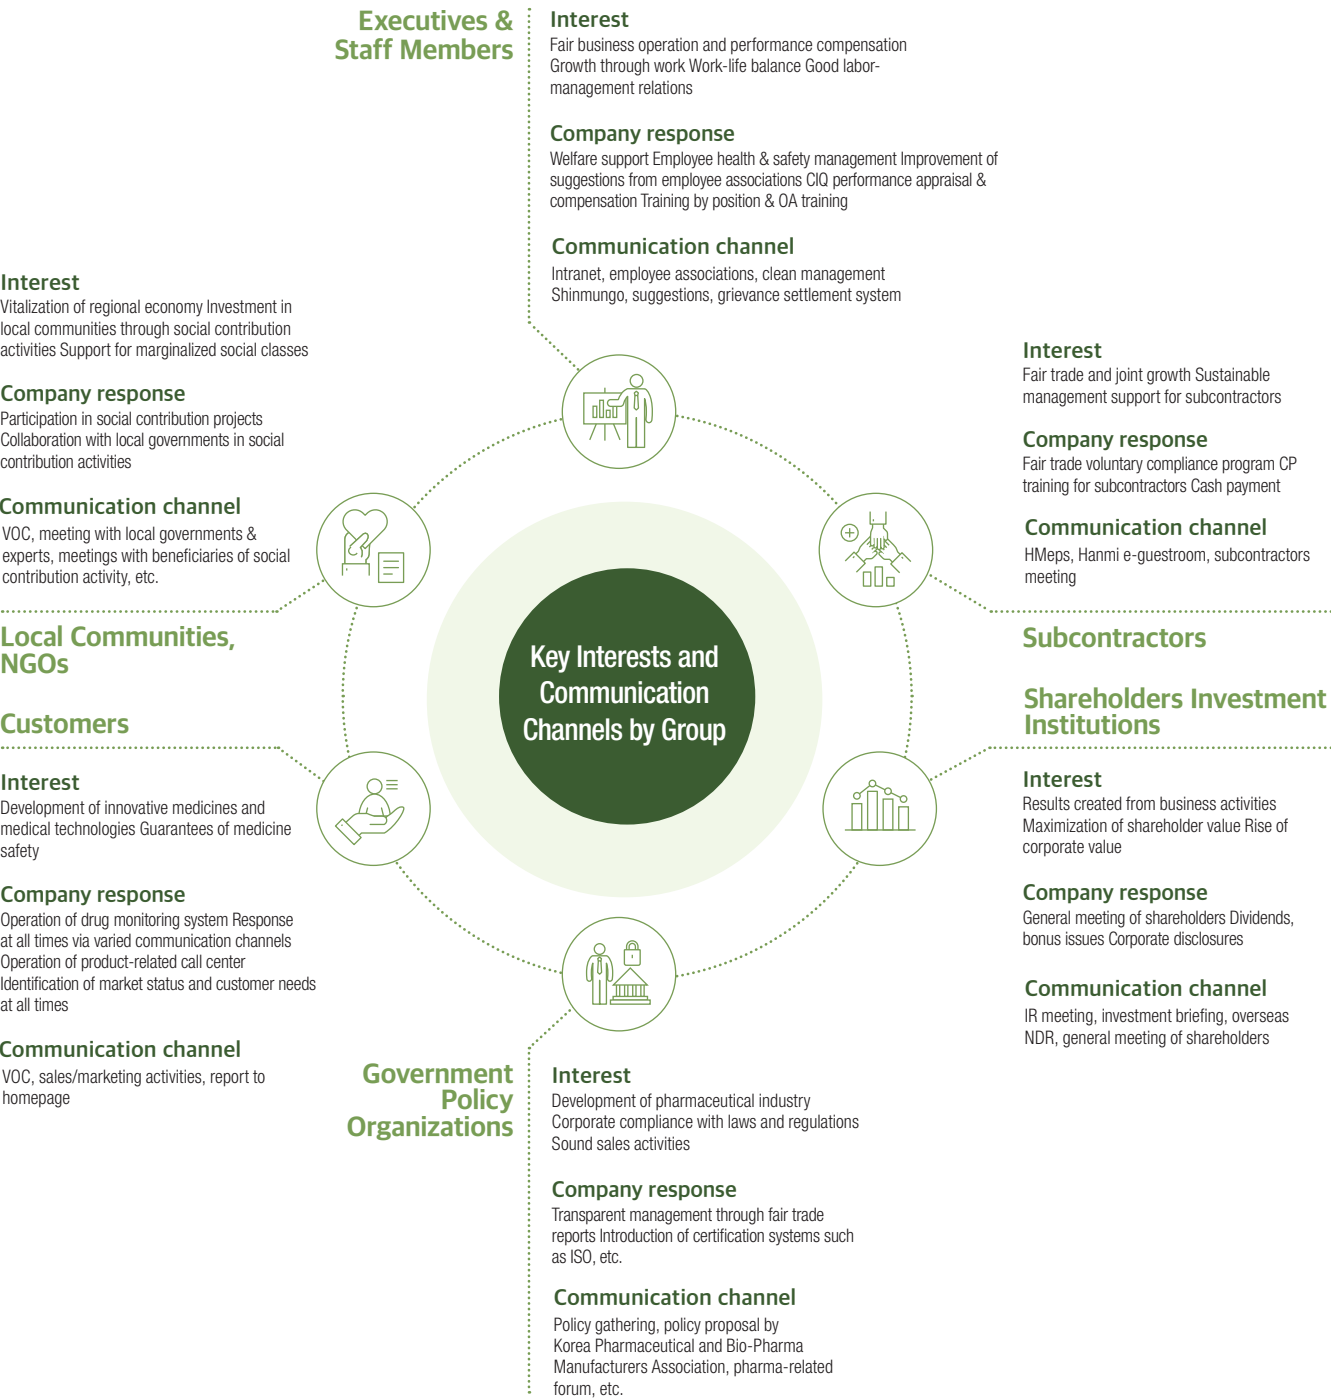 Executives &
Staff Members
Interest
Fair business operation and performance compensation
Growth through work Work-life balance Good labor-
management relations
Company response
Welfare support Employee health & safety management Improvement of
suggestions from employee associations CIQ performance appraisal &
compensation Training by position & OA training
Communication channel
Intranet, employee associations, clean management
Shinmungo, suggestions, grievance settlement system
Interest
Vitalization of regional economy Investment in
local communities through social contribution
activities Support for marginalized social classes
Company response
Participation in social contribution projects
Collaboration with local governments in social
contribution activities
Communication channel
VOC, meeting with local governments &
experts, meetings with beneficiaries of social
contribution activity, etc.
Local Communities,
NGOs
Interest
Fair trade and joint growth Sustainable
management support for subcontractors
Company response
Fair trade voluntary compliance program CP
training for subcontractors Cash payment
Communication channel
HMeps, Hanmi e-guestroom, subcontractors
meeting
Subcontractors
Key Interests and
Communication
Channels by Group
Customers
Interest
Development of innovative medicines and
medical technologies Guarantees of medicine
safety
Company response
Operation of drug monitoring system Response
at all times via varied communication channels
Operation of product-related call center
Identification of market status and customer needs
at all times
Communication channel
VOC, sales/marketing activities, report to
homepage
Shareholders Investment
Institutions
Interest
Results created from business activities
Maximization of shareholder value Rise of
corporate value
Company response
General meeting of shareholders Dividends,
bonus issues Corporate disclosures
Communication channel
IR meeting, investment briefing, overseas
NDR, general meeting of shareholders
Government
Policy
Organizations
Interest
Development of pharmaceutical industry
Corporate compliance with laws and regulations
Sound sales activities
Company response
Transparent management through fair trade
reports Introduction of certification systems such
as ISO, etc.
Communication channel
Policy gathering, policy proposal by
Korea Pharmaceutical and Bio-Pharma
Manufacturers Association, pharma-related
forum, etc.